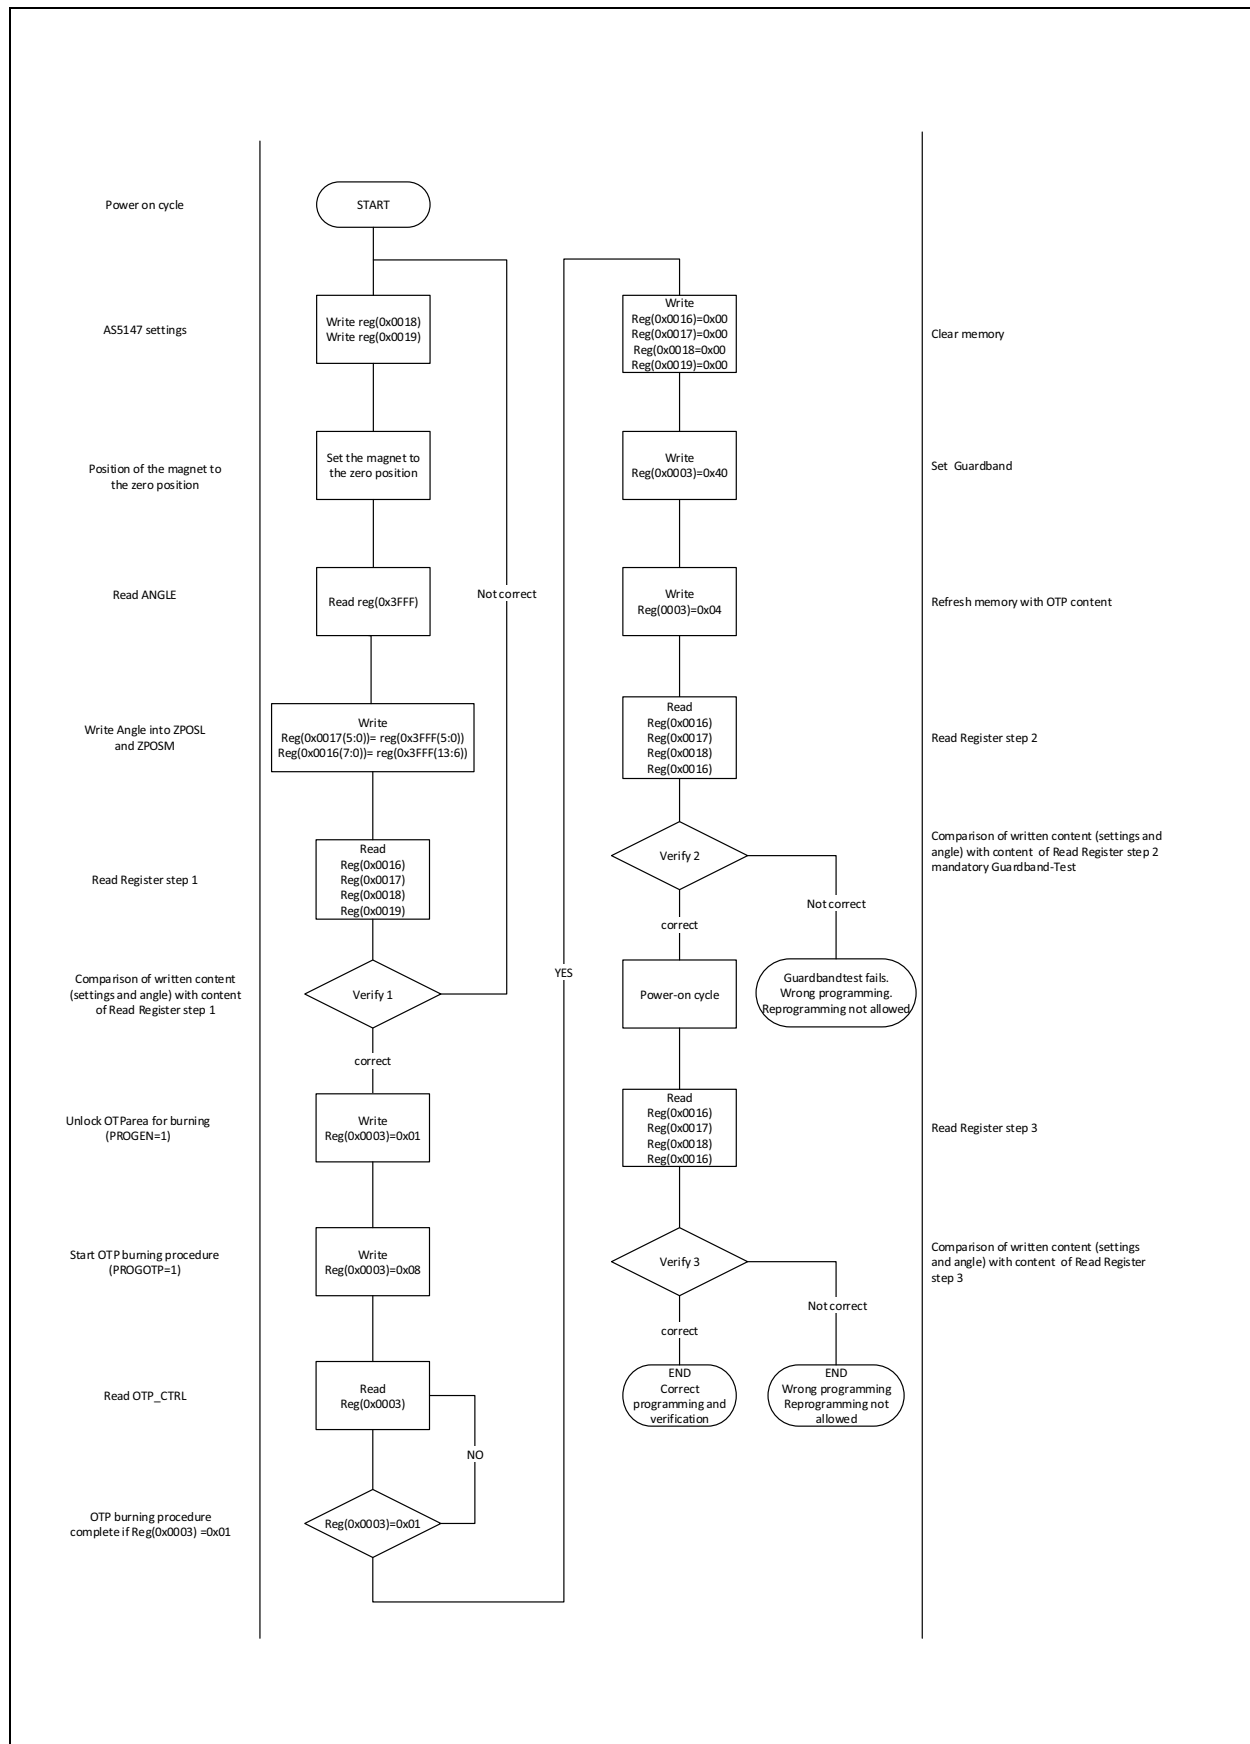 Power on cycle
START
AS5147 settings
Write reg(0x0018)
Write reg(0x0019)
Position of the magnet to
the zero position
Set the magnet to
the zero position
Read ANGLE
Read reg(0x3FFF)
Not correct
Write Angle into ZPOSL
and ZPOSM
Write
Reg(0x0017(5:0))= reg(0x3FFF(5:0))
Reg(0x0016(7:0))= reg(0x3FFF(13:6))
Read Register step 1
Read
Reg(0x0016)
Reg(0x0017)
Reg(0x0018)
Reg(0x0019)
Comparison of written content
(settings and angle) with content
of Read Register step 1
Verify 1
correct
Unlock OTParea for burning
(PROGEN=1)
Write
Reg(0x0003)=0x01
Start OTP burning procedure
(PROGOTP=1)
Write
Reg(0x0003)=0x08
Read OTP_CTRL
Read
Reg(0x0003)
NO
OTP burning procedure
complete if Reg(0x0003) =0x01
Reg(0x0003)=0x01
YES
Write
Reg(0x0016)=0x00
Reg(0x0017)=0x00
Reg(0x0018=0x00
Reg(0x0019)=0x00
Clear memory
Write
Reg(0x0003)=0x40
Set Guardband
Write
Reg(0003)=0x04
Refresh memory with OTP content
Read
Reg(0x0016)
Reg(0x0017)
Reg(0x0018)
Reg(0x0016)
Read Register step 2
Verify 2
Comparison of written content (settings and
angle) with content of Read Register step 2
mandatory Guardband-Test
Not correct
correct
Power-on cycle
Guardbandtest fails.
Wrong programming.
Reprogramming not allowed
Read
Reg(0x0016)
Reg(0x0017)
Reg(0x0018)
Reg(0x0016)
Read Register step 3
Verify 3
Comparison of written content (settings
and angle) with content of Read Register
step 3
Not correct
correct
END
Correct
programming and
verification
END
Wrong programming
Reprogramming not
allowed